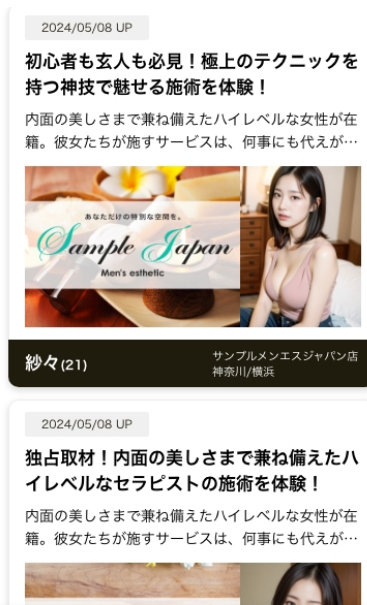 2024/05/08 UP
初心者も玄人も必見！極上のテクニックを
持つ神技で魅せる施術を体験！
内面の美しさまで兼ね備えたハイレベルな女性が在
籍。彼女たちが施すサービスは、何事にも代えが…
あなただけの特別な空間を。
Sample Japan
Men's esthetic
紗々(21)
サンプルメンエスジャパン店
神奈川/横浜
2024/05/08 UP
独占取材！内面の美しさまで兼ね備えたハ
イレベルなセラピストの施術を体験！
内面の美しさまで兼ね備えたハイレベルな女性が在
籍。彼女たちが施すサービスは、何事にも代えが…